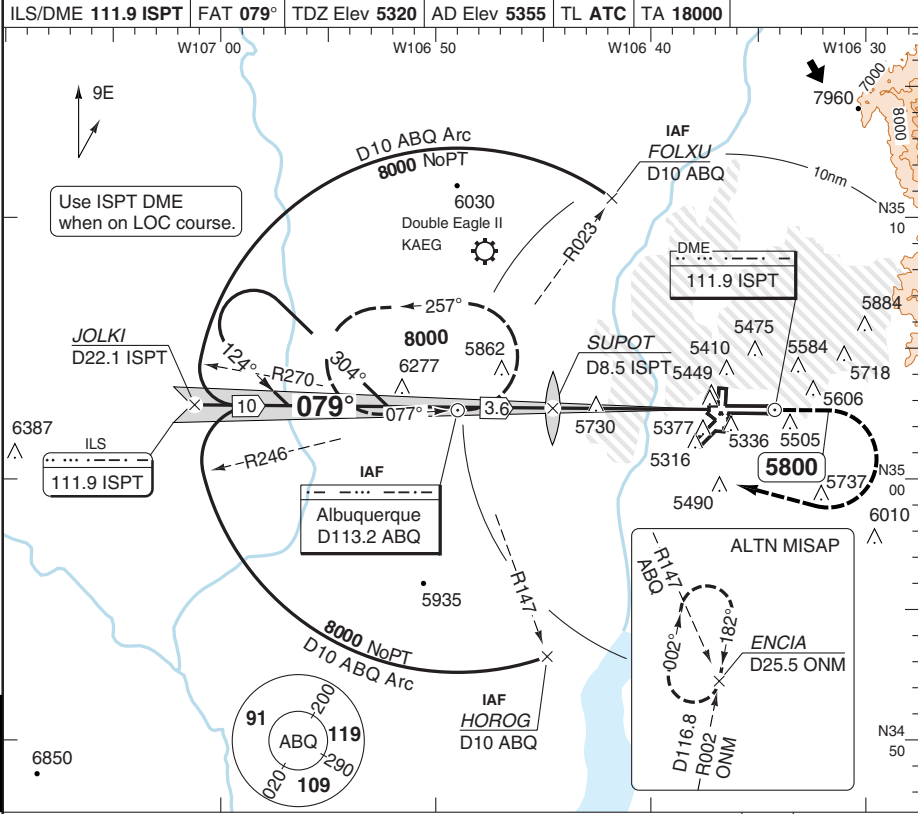 ILS/DME 111.9 ISPT FAT 079° TDZ Elev 5320 AD Elev 5355 TL ATC TA 18000
W107 00
W106 50
W106 40
W106 30
9E
7960
7000
8000
D10 ABQ Arc
8000 NoPT
IAF
FOLXU
D10 ABQ
10nm
Use ISPT DME
when on LOC course.
6030
Double Eagle II
KAEG
R023
N35
10
DME
111.9 ISPT
257°
8000
JOLKI
D22.1 ISPT
SUPOT
D8.5 ISPT
5884
5475
5410
5584
5449
5718
5862
6277
124°
R270
304°
5606
10
079°
077°
3.6
5730
5377
5336
5505
5316
6387
ILS
111.9 ISPT
R246
IAF
Albuquerque
D113.2 ABQ
5800
5490
5737
N35
00
6010
R147
5935
ALTN MISAP
R147
ABQ
002°
182°
ENCIA
D25.5 ONM
D116.8
R002
ONM
8000 NoPT
D10 ABQ Arc
IAF
HOROG
D10 ABQ
N34
50
91
200
119
ABQ
290
020
109
6850